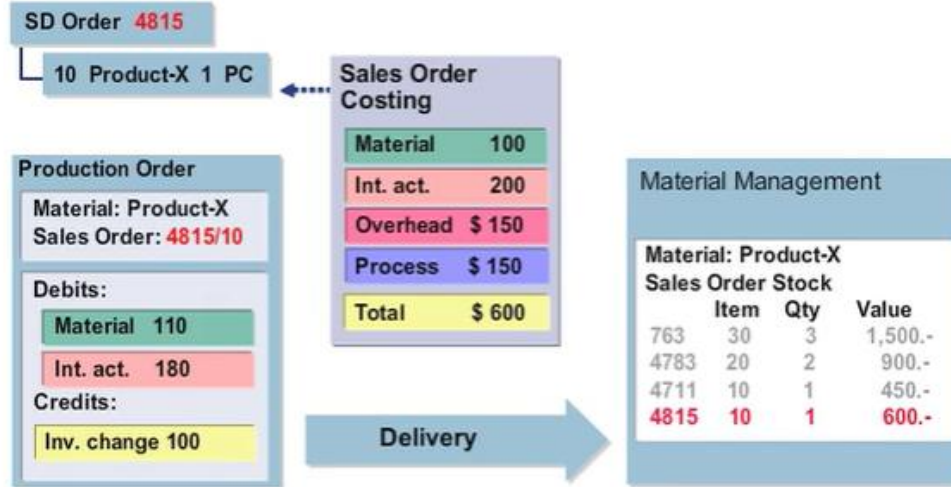 SD Order 4815
10 Product-X 1 PC
Sales Order
Costing
Material 100
Int. act. 200
Overhead $ 150
Process $ 150
Total $ 600
Production Order
Material: Product-X
Sales Order: 4815/10
Debits:
Material 110
Int. act. 180
Credits:
Inv. change 100
Delivery
Material Management
Material: Product-X
Sales Order Stock
Item Qty Value
763 30 3 1,500.-
4783 20 2 900.-
4711 10 1 450.-
4815 10 1 600.-